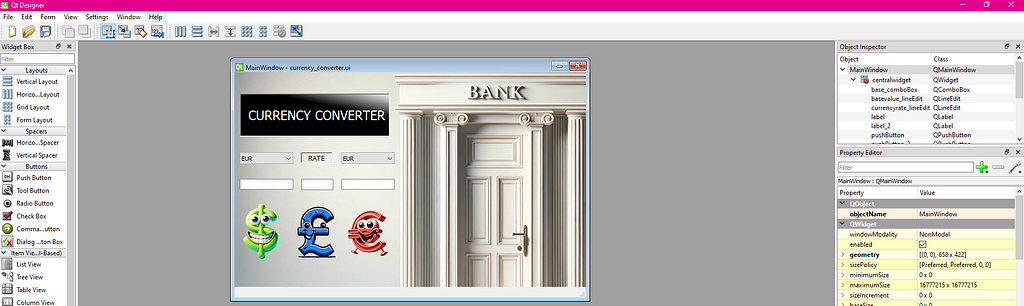 Qt Designer
File Edit Form View Settings Window Help
Widget Box
Filter
Layouts
Vertical Layout
Horizo...Layout
Grid Layout
Form Layout
Spacers
Horizo...Spacer
Vertical Spacer
Buttons
Push Button
Tool Button
Radio Button
Check Box
Comma...utton
Dialog ...ton Box
Item Vie...l-Based)
List View
Tree View
Table View
Column View
MainWindow - currency_converter.ui
BANK
CURRENCY CONVERTER
EUR RATE EUR
Object Inspector
Object Class
MainWindow QMainWindow
centralwidget QWidget
base_comboBox QComboBox
basevalue_lineEdit QLineEdit
currencyrate_lineEdit QLineEdit
label QLabel
label_2 QLabel
pushButton QPushButton
Property Editor
Filter
MainWindow : QMainWindow
Property Value
QObject
objectName MainWindow
QWidget
windowModality NonModal
enabled
geometry [(0, 0), 658 x 422]
sizePolicy [Preferred, Preferred, 0, 0]
minimumSize 0 x 0
maximumSize 16777215 x 16777215
sizeIncrement 0 x 0
baseSize 0 x 0